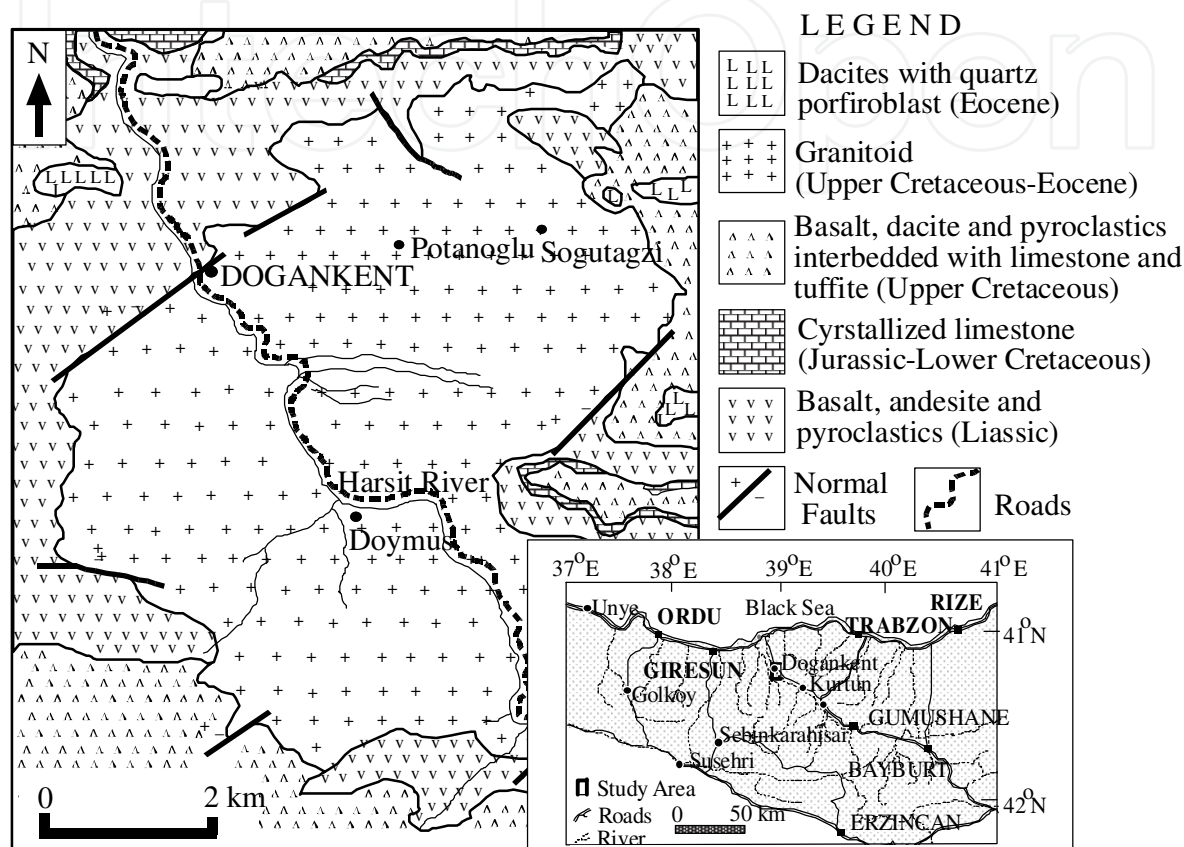 InTechOpen
N
LEGEND
L L L
L L L
L L L
Dacites with quartz
porfiroblast (Eocene)
Granitoid
(Upper Cretaceous-Eocene)
Basalt, dacite and pyroclastics
interbedded with limestone and
tuffite (Upper Cretaceous)
Cyrstallized limestone
(Jurassic-Lower Cretaceous)
Basalt, andesite and
pyroclastics (Liassic)
Normal
Faults
Roads
LLLLL
L L L
L
Potanoglu
Sogutagzi
DOGANKENT
Harsit River
Doymus
0 2 km
37°E 38°E 39°E 40°E 41°E
Unye
ORDU
Black Sea
RIZE
TRABZON
41°N
GIRESUN
Dogankent
Kurtun
Golkoy
GUMUSHANE
Sebinkarahisar
Susehri
BAYBURT
Study Area
Roads
River
0 50 km
42°N
ERZINCAN